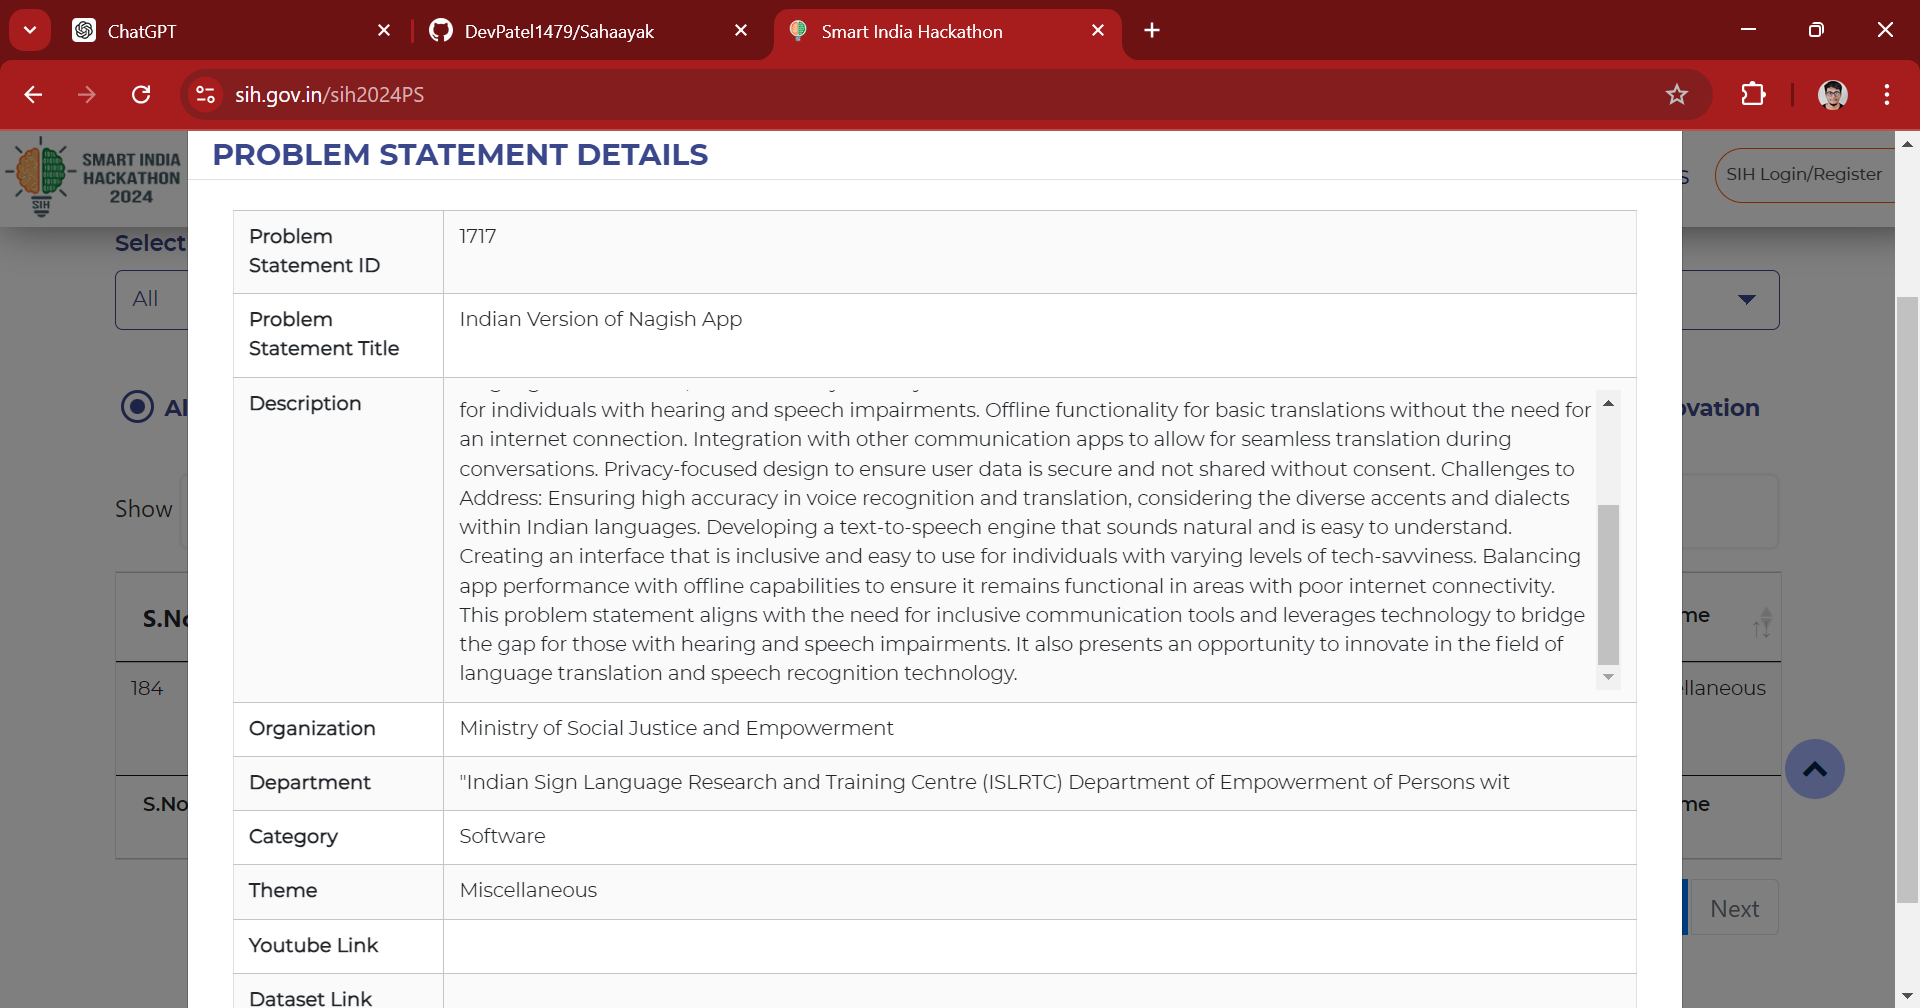 ChatGPT
DevPatel1479/Sahaayak
Smart India Hackathon
sih.gov.in/sih2024PS
SMART INDIA
HACKATHON
2024
SIH
PROBLEM STATEMENT DETAILS
s
SIH Login/Register
Select
All
Al
ovation
Show
Problem
Statement ID
1717
Problem
Statement Title
Indian Version of Nagish App
Description
for individuals with hearing and speech impairments. Offline functionality for basic translations without the need for
an internet connection. Integration with other communication apps to allow for seamless translation during
conversations. Privacy-focused design to ensure user data is secure and not shared without consent. Challenges to
Address: Ensuring high accuracy in voice recognition and translation, considering the diverse accents and dialects
within Indian languages. Developing a text-to-speech engine that sounds natural and is easy to understand.
Creating an interface that is inclusive and easy to use for individuals with varying levels of tech-savviness. Balancing
app performance with offline capabilities to ensure it remains functional in areas with poor internet connectivity.
This problem statement aligns with the need for inclusive communication tools and leverages technology to bridge
the gap for those with hearing and speech impairments. It also presents an opportunity to innovate in the field of
language translation and speech recognition technology.
Organization
Ministry of Social Justice and Empowerment
Department
"Indian Sign Language Research and Training Centre (ISLRTC) Department of Empowerment of Persons wit
Category
Software
Theme
Miscellaneous
Youtube Link
Dataset Link
S.No
me
184
ellaneous
S.No
me
Next